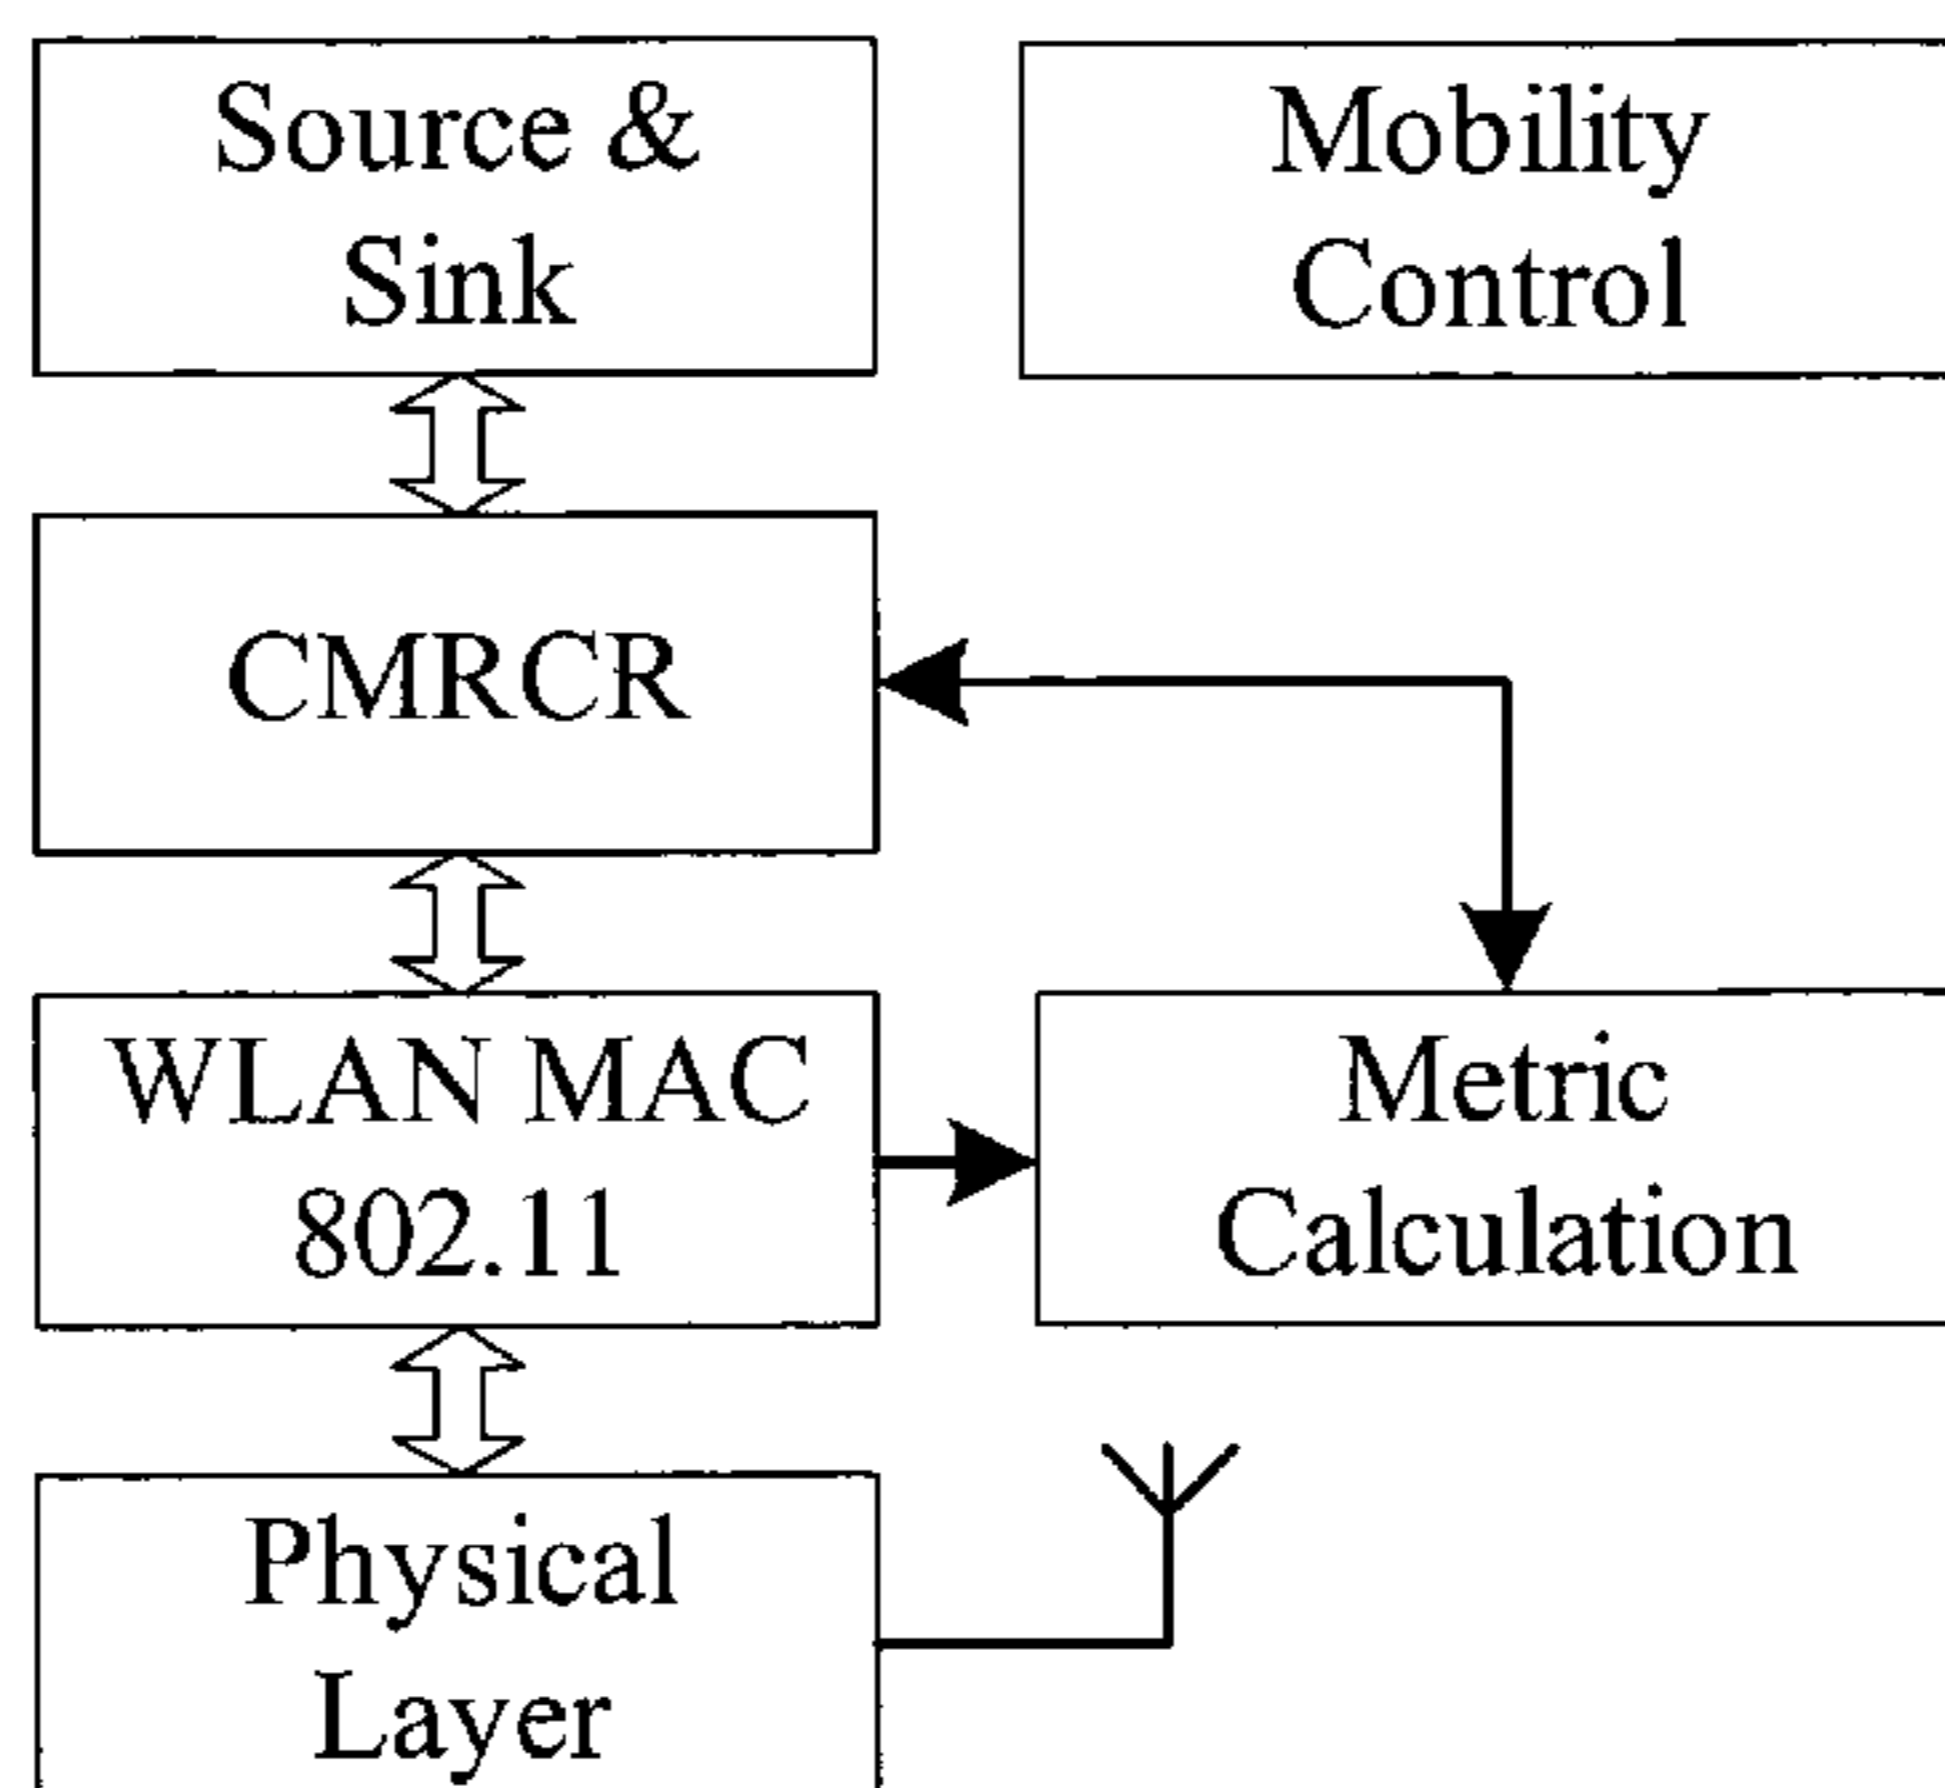 Source &
Sink
Mobility
Control
CMRCR
WLAN MAC
802.11
Metric
Calculation
Physical
Layer